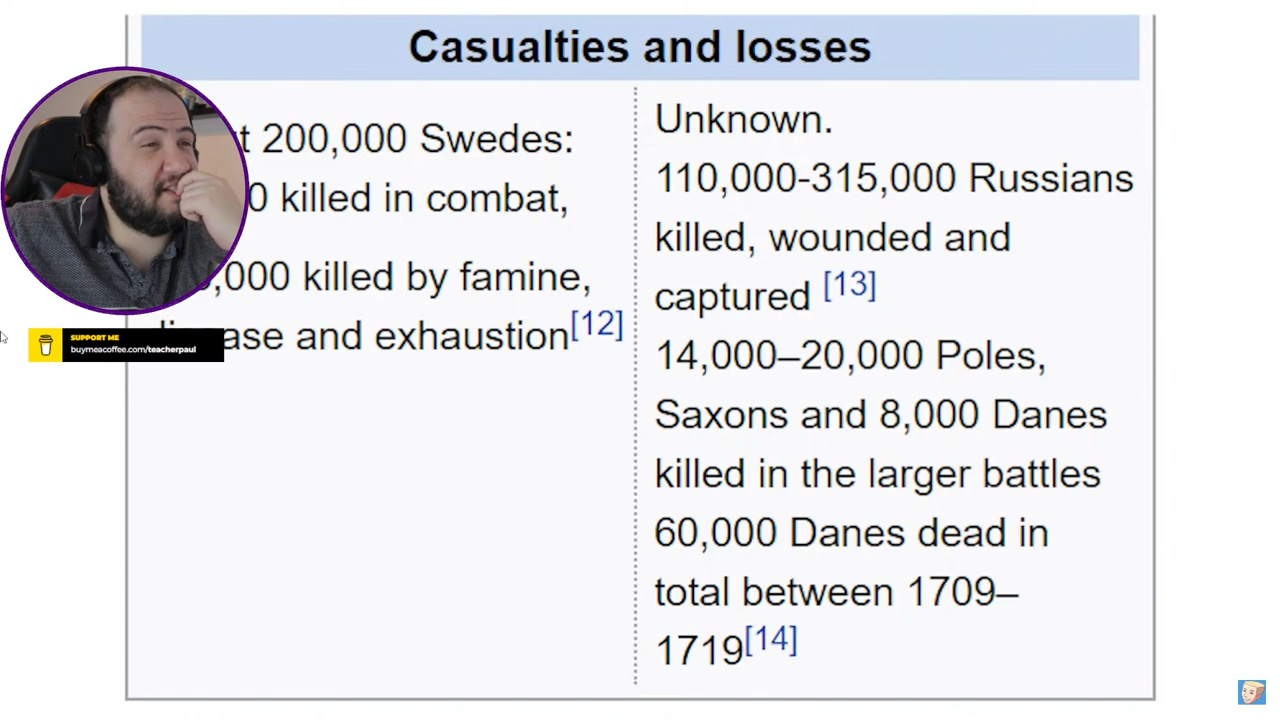 Casualties and losses
200,000 Swedes:
killed in combat,
,000 killed by famine,
and exhaustion[12]
SUPPORT ME
buymeacoffee.com/teacherpaul
Unknown.
110,000-315,000 Russians
killed, wounded and
captured [13]
14,000–20,000 Poles,
Saxons and 8,000 Danes
killed in the larger battles
60,000 Danes dead in
total between 1709–
1719[14]